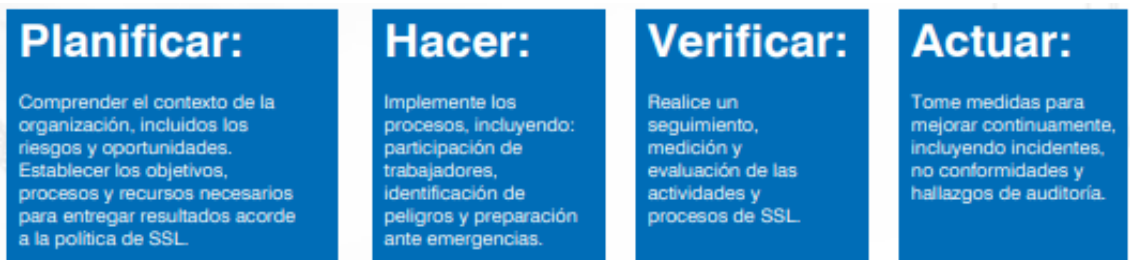 Planificar:
Comprender el contexto de la
organización, incluidos los
riesgos y oportunidades.
Establecer los objetivos,
procesos y recursos necesarios
para entregar resultados acorde
a la política de SSL.
Hacer:
Implemente los
procesos, incluyendo:
participación de
trabajadores,
identificación de
peligros y preparación
ante emergencias.
Verificar:
Realice un
seguimiento,
medición y
evaluación de las
actividades y
procesos de SSL.
Actuar:
Tome medidas para
mejorar continuamente,
incluyendo incidentes,
no conformidades y
hallazgos de auditoría.